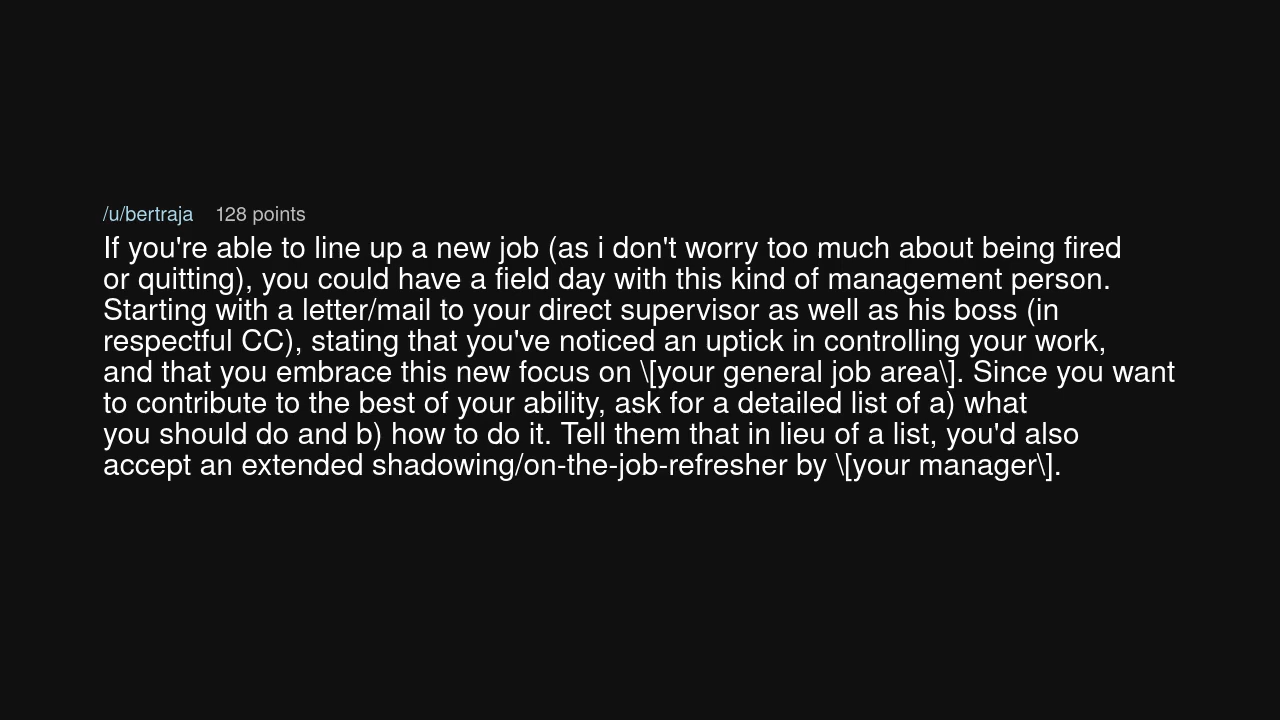 /u/bertraja 128 points
If you're able to line up a new job (as i don't worry too much about being fired
or quitting), you could have a field day with this kind of management person.
Starting with a letter/mail to your direct supervisor as well as his boss (in
respectful CC), stating that you've noticed an uptick in controlling your work,
and that you embrace this new focus on \[your general job area\]. Since you want
to contribute to the best of your ability, ask for a detailed list of a) what
you should do and b) how to do it. Tell them that in lieu of a list, you'd also
accept an extended shadowing/on-the-job-refresher by \[your manager\].